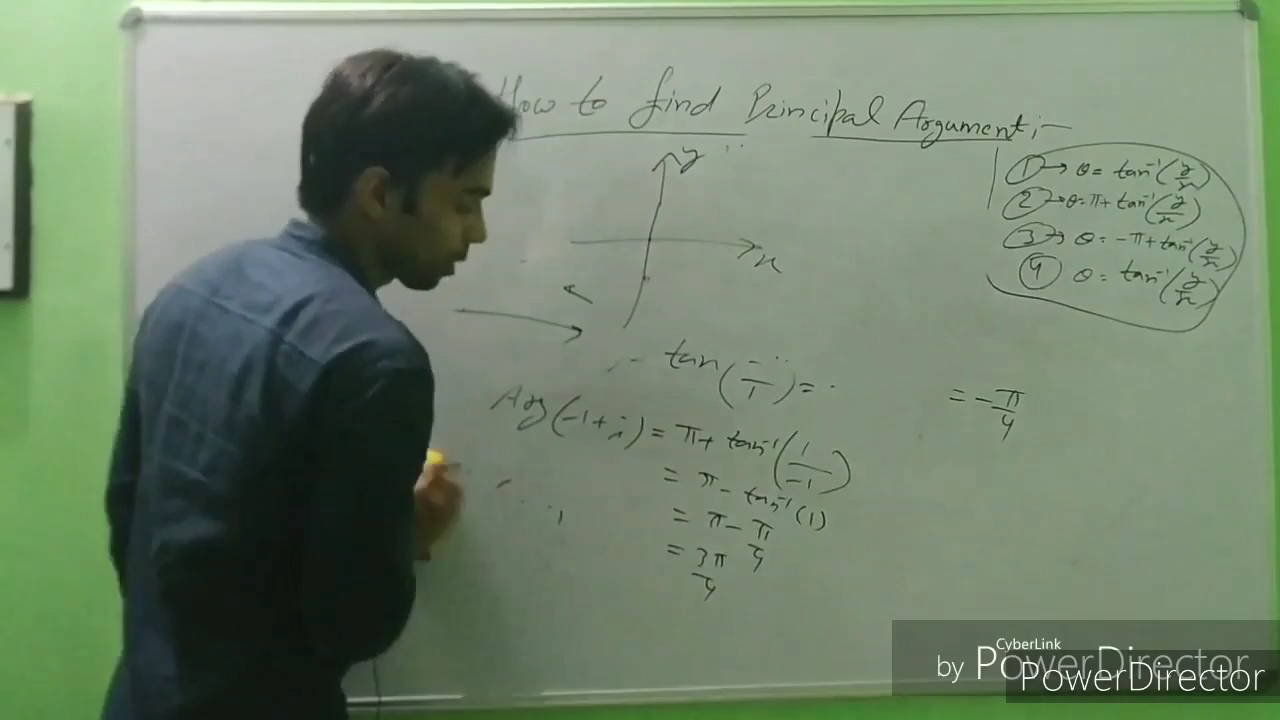 How to find Principal Argument :-
y
x
① → θ = tan⁻¹(y/x)
② → θ = π + tan⁻¹(y/x)
③ → θ = -π + tan⁻¹(y/x)
④ θ = tan⁻¹(y/x)
tan
= -π/4
Arg(-1+i) = π + tan⁻¹(1/-1)
= π - tan⁻¹(1)
= π - π/4
= 3π/4
CyberLink
by PowerDirector
PowerDirector